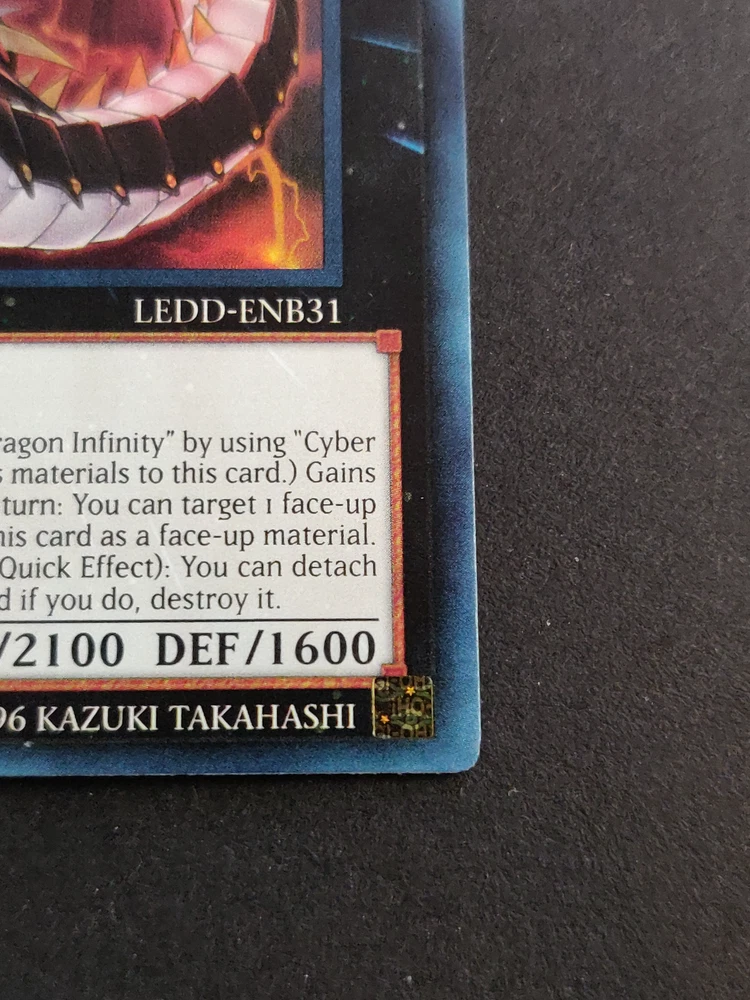 LEDD-ENB31
ragon Infinity" by using "Cyber
s materials to this card.) Gains
turn: You can target 1 face-up
his card as a face-up material.
Quick Effect): You can detach
d if you do, destroy it.
/2100 DEF/1600
96 KAZUKI TAKAHASHI